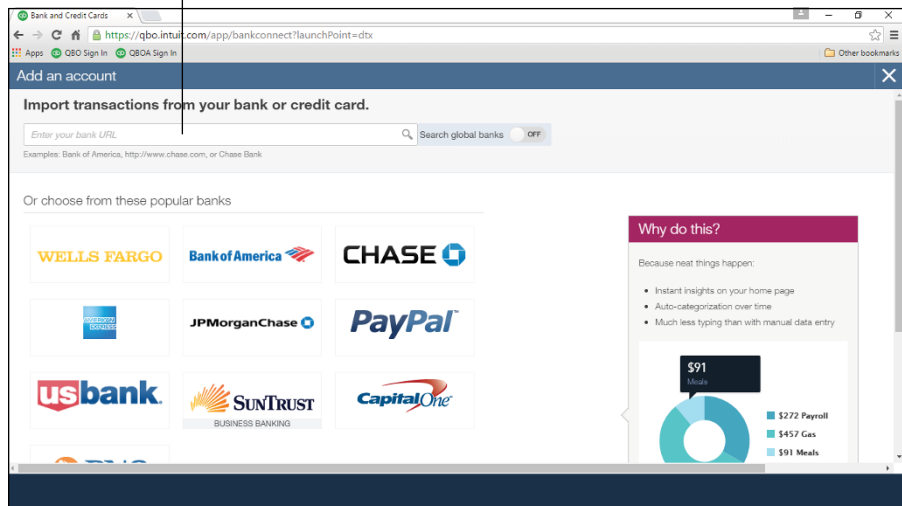 Bank and Credit Cards
https://qbo.intuit.com/app/bankconnect?launchPoint=dtx
Apps QBO Sign In QBOA Sign In Other bookmarks
Add an account
Import transactions from your bank or credit card.
Enter your bank URL Search global banks OFF
Examples: Bank of America, http://www.chase.com, or Chase Bank
Or choose from these popular banks
WELLS FARGO Bank of America CHASE
AMERICAN EXPRESS JPMorganChase PayPal
usbank. SUNTRUST Capital One
BUSINESS BANKING
Why do this?
Because neat things happen:
Instant insights on your home page
Auto-categorization over time
Much less typing than with manual data entry
$91
Meals
$272 Payroll
$457 Gas
$91 Meals